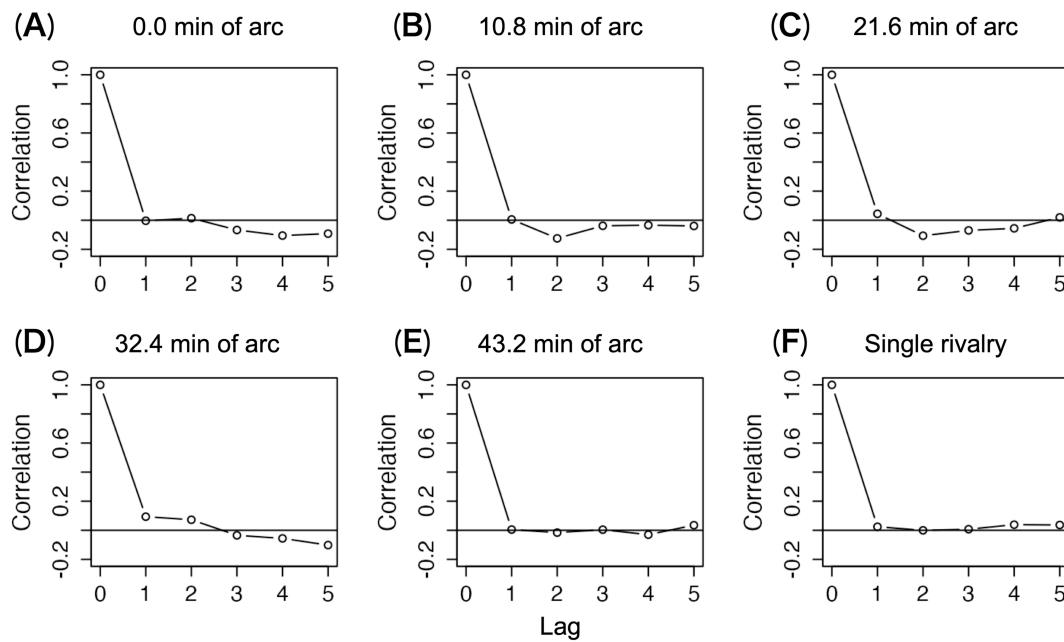 (A) 0.0 min of arc
(B) 10.8 min of arc
(C) 21.6 min of arc
Correlation
1.0
0.6
0.2
-0.2
0 1 2 3 4 5
Correlation
1.0
0.6
0.2
-0.2
0 1 2 3 4 5
Correlation
1.0
0.6
0.2
-0.2
0 1 2 3 4 5
(D) 32.4 min of arc
(E) 43.2 min of arc
(F) Single rivalry
Correlation
1.0
0.6
0.2
-0.2
0 1 2 3 4 5
Correlation
1.0
0.6
0.2
-0.2
0 1 2 3 4 5
Correlation
1.0
0.6
0.2
-0.2
0 1 2 3 4 5
Lag